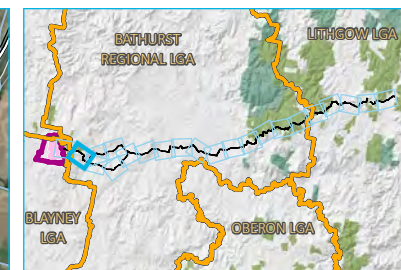 BATHURST
REGIONAL LGA
LITHGOW LGA
BLAYNEY
LGA
OBERON LGA